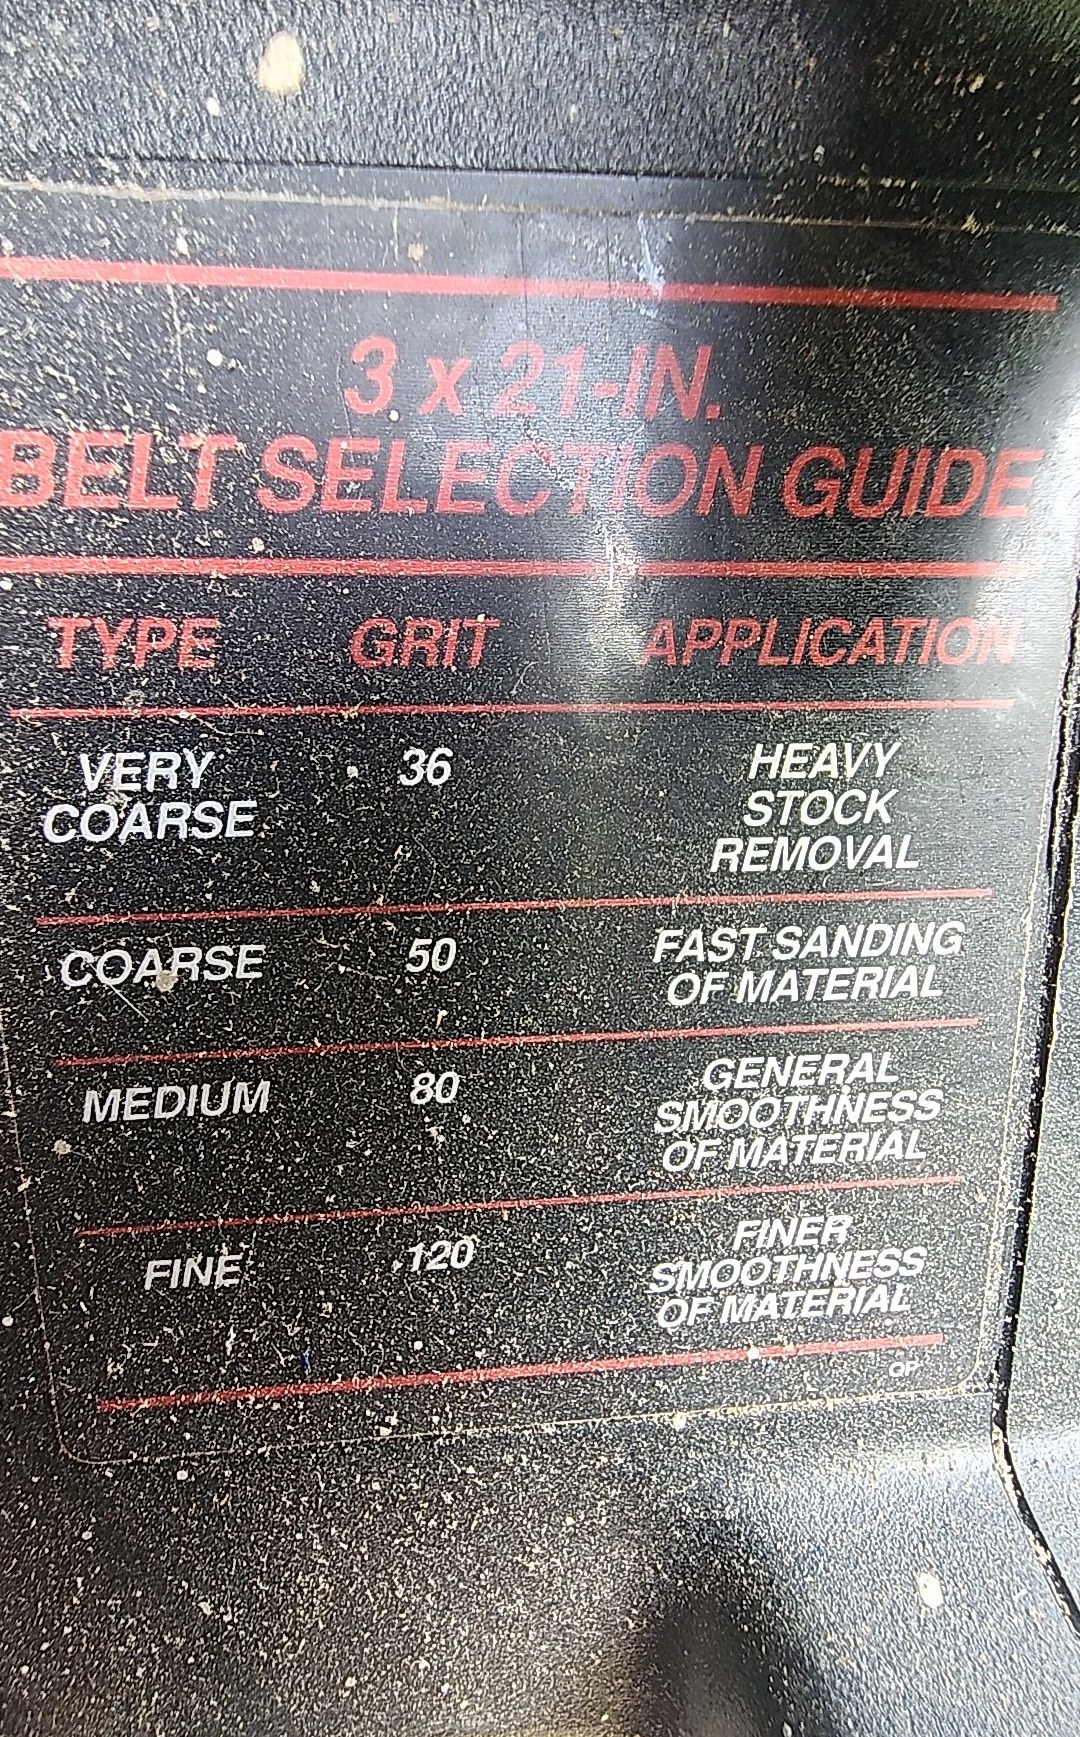 3 x 21-IN.
BELT SELECTION GUIDE
TYPE GRIT APPLICATION
VERY COARSE 36 HEAVY STOCK REMOVAL
COARSE 50 FAST SANDING OF MATERIAL
MEDIUM 80 GENERAL SMOOTHNESS OF MATERIAL
FINE 120 FINER SMOOTHNESS OF MATERIAL
QP